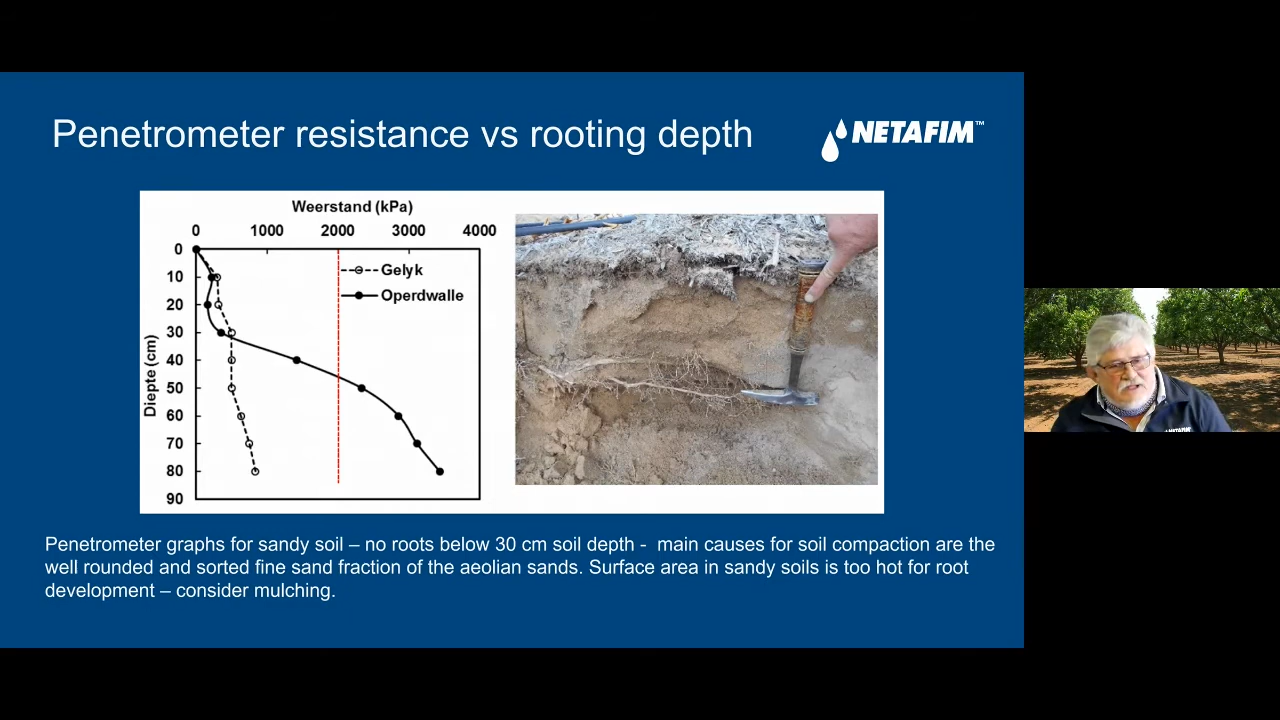 Penetrometer resistance vs rooting depth
NETAFIM™
Weerstand (kPa)
0 1000 2000 3000 4000
0
10
20
30
40
50
60
70
80
90
Diepte (cm)
Gelyk
Operdwalle
Penetrometer graphs for sandy soil – no roots below 30 cm soil depth - main causes for soil compaction are the
well rounded and sorted fine sand fraction of the aeolian sands. Surface area in sandy soils is too hot for root
development – consider mulching.
NETAFIM